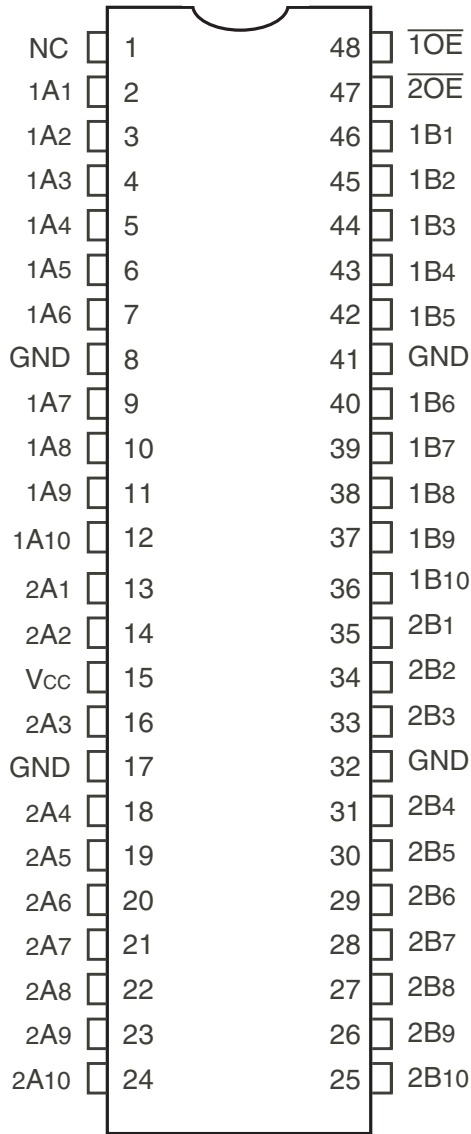 NC 1 48 1OE
1A1 2 47 2OE
1A2 3 46 1B1
1A3 4 45 1B2
1A4 5 44 1B3
1A5 6 43 1B4
1A6 7 42 1B5
GND 8 41 GND
1A7 9 40 1B6
1A8 10 39 1B7
1A9 11 38 1B8
1A10 12 37 1B9
2A1 13 36 1B10
2A2 14 35 2B1
VCC 15 34 2B2
2A3 16 33 2B3
GND 17 32 GND
2A4 18 31 2B4
2A5 19 30 2B5
2A6 20 29 2B6
2A7 21 28 2B7
2A8 22 27 2B8
2A9 23 26 2B9
2A10 24 25 2B10